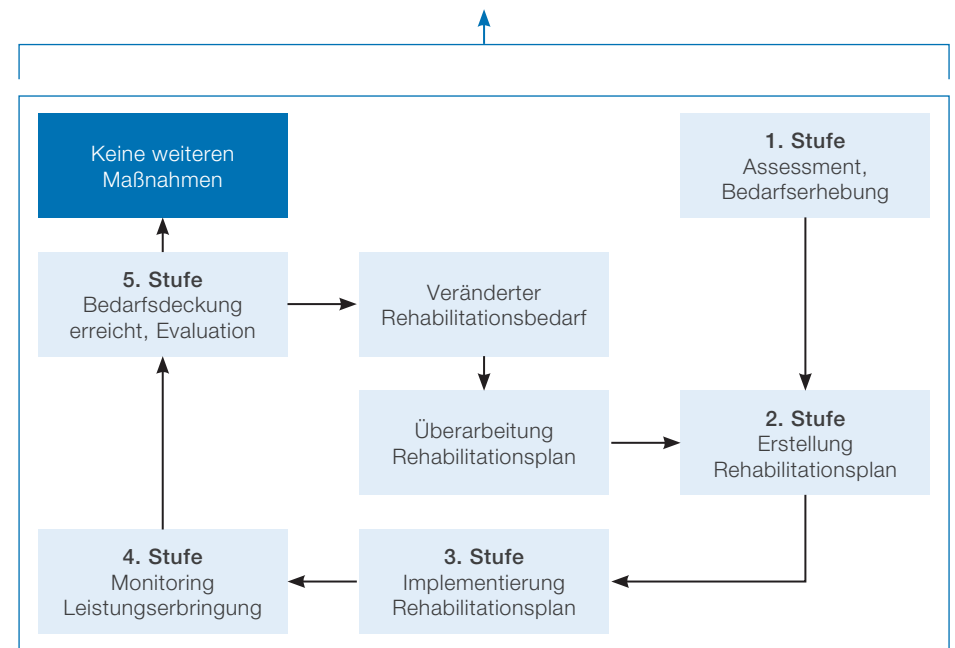 Keine weiteren
Maßnahmen
1. Stufe
Assessment,
Bedarfserhebung
5. Stufe
Bedarfsdeckung
erreicht, Evaluation
Veränderter
Rehabilitationsbedarf
Überarbeitung
Rehabilitationsplan
2. Stufe
Erstellung
Rehabilitationsplan
4. Stufe
Monitoring
Leistungserbringung
3. Stufe
Implementierung
Rehabilitationsplan